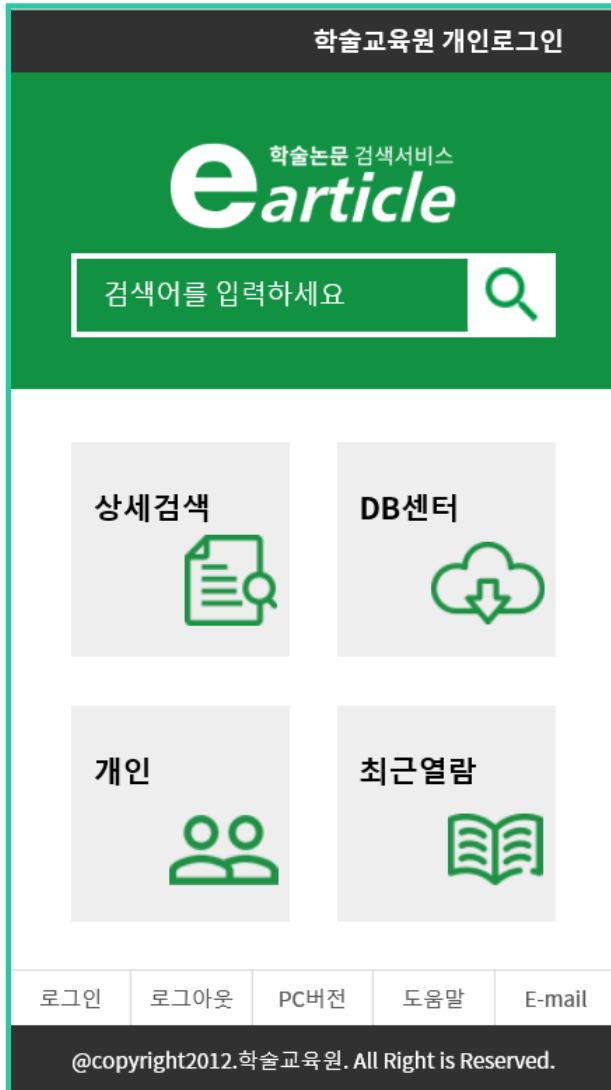 학술교육원 개인로그인
학술논문 검색서비스
earticle
검색어를 입력하세요
상세검색
DB센터
개인
최근열람
로그인 로그아웃 PC버전 도움말 E-mail
@copyright2012.학술교육원. All Right is Reserved.